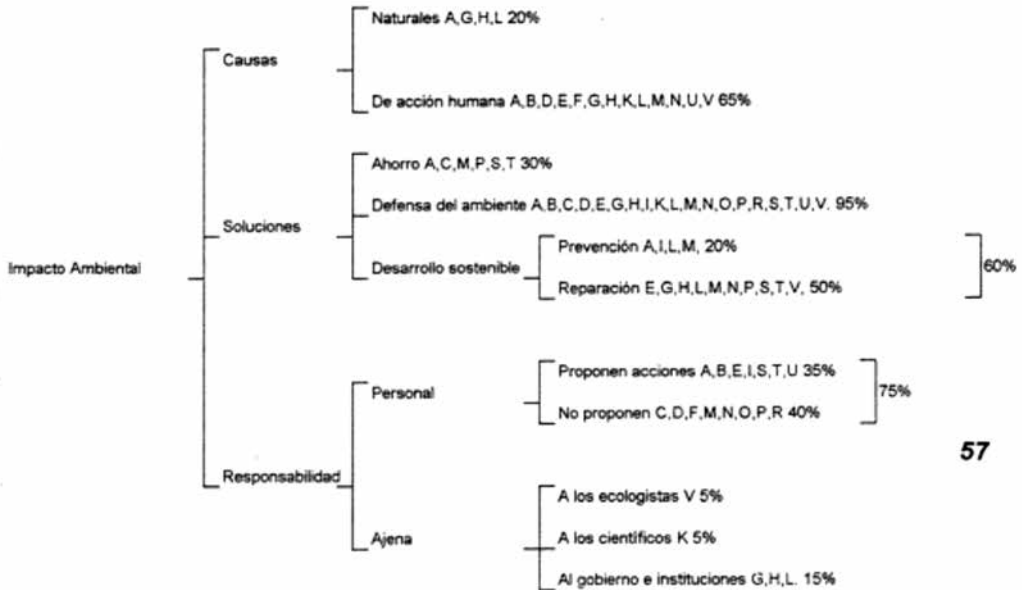 Naturales A,G,H,L 20%
Causas
De acción humana A,B,D,E,F,G,H,K,L,M,N,U,V 65%
Ahorro A,C,M,P,S,T 30%
Defensa del ambiente A,B,C,D,E,G,H,I,K,L,M,N,O,P,R,S,T,U,V. 95%
Soluciones
Prevención A,I,L,M, 20%
Impacto Ambiental
Desarrollo sostenible
60%
Reparación E,G,H,L,M,N,P,S,T,V, 50%
Proponen acciones A,B,E,I,S,T,U 35%
Personal
75%
No proponen C,D,F,M,N,O,P,R 40%
57
Responsabilidad
A los ecologistas V 5%
Ajena
A los científicos K 5%
Al gobierno e instituciones G,H,L. 15%